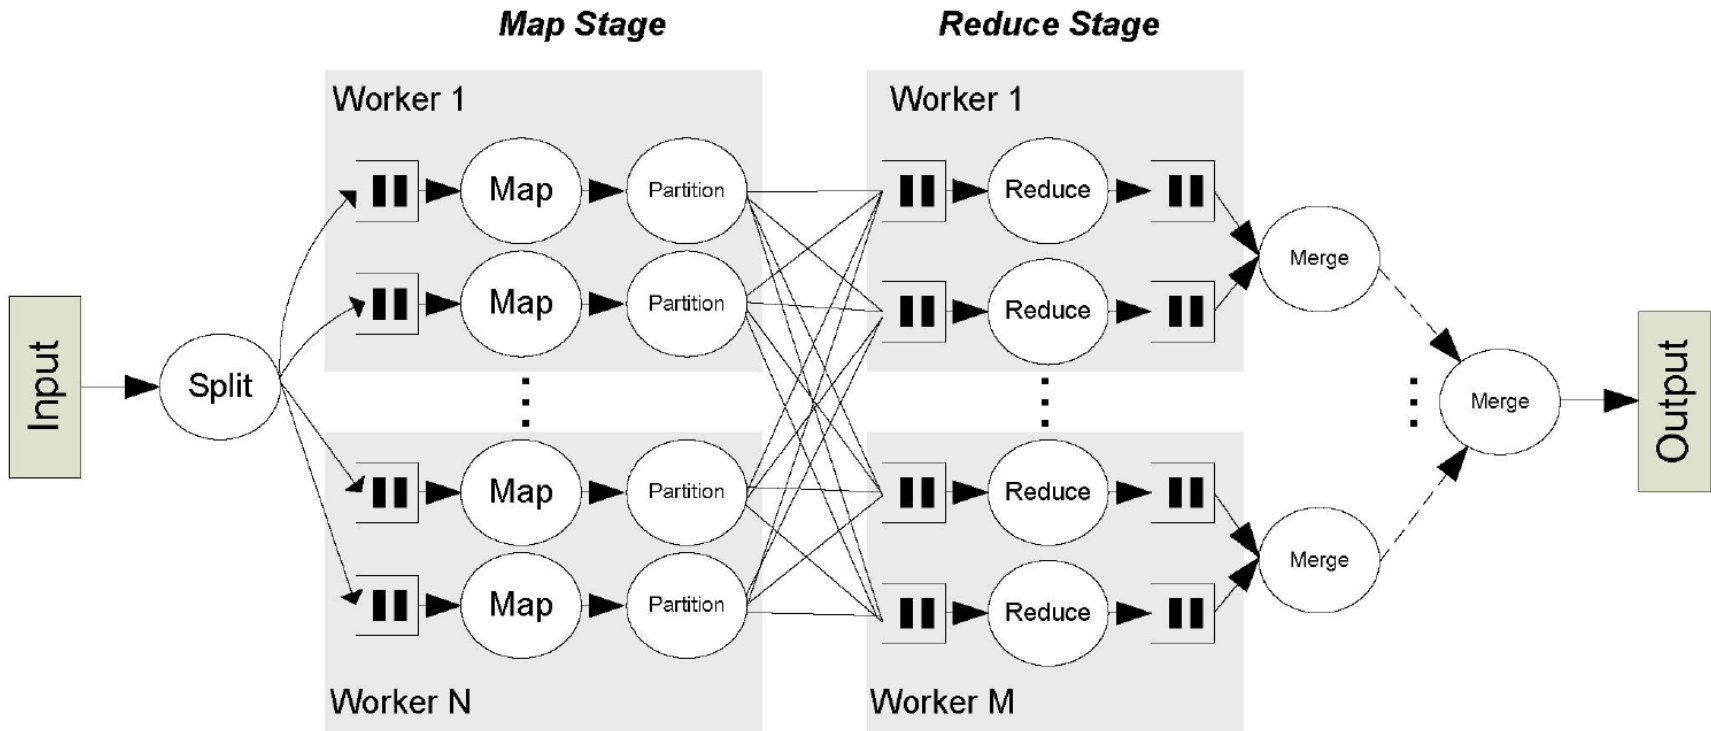 Map Stage
Reduce Stage
Worker 1
Worker 1
Map
Partition
Reduce
Map
Partition
Reduce
Merge
Input
Split
Merge
Output
Map
Partition
Reduce
Map
Partition
Reduce
Merge
Worker N
Worker M